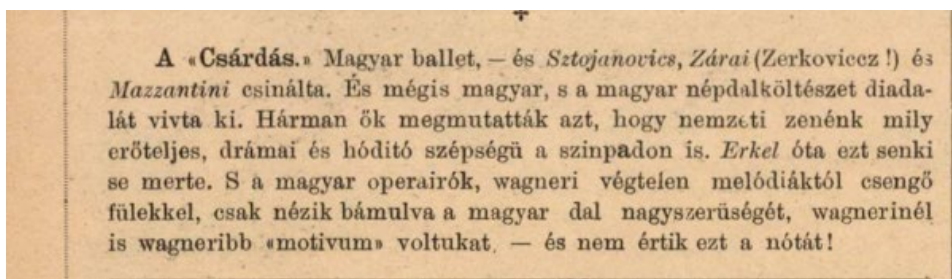 A «Csárdás.» Magyar ballet, — és Sztojanovics, Zárai (Zerkoviccz!) és
Mazzantini csinálta. És mégis magyar, s a magyar népdalköltészet diada-
lát vivta ki. Hárman ők megmutatták azt, hogy nemzeti zenénk mily
erőteljes, drámai és hóditó szépségü a szinpadon is. Erkel óta ezt senki
se merte. S a magyar operairók, wagneri végtelen melódiáktól csengő
fülekkel, csak nézik bámulva a magyar dal nagyszerüségét, wagnerinél
is wagneribb «motivum» voltukat, — és nem értik ezt a nótát!